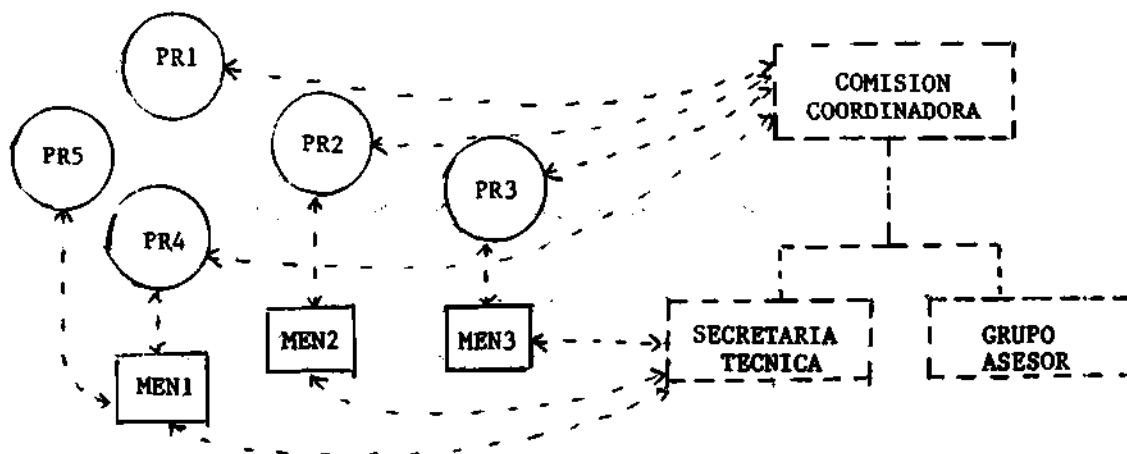 PR1
COMISION
COORDINADORA
PR2
PR5
PR3
PR4
MEN2
MEN3
SECRETARIA
TECNICA
GRUPO
ASESOR
MEN1